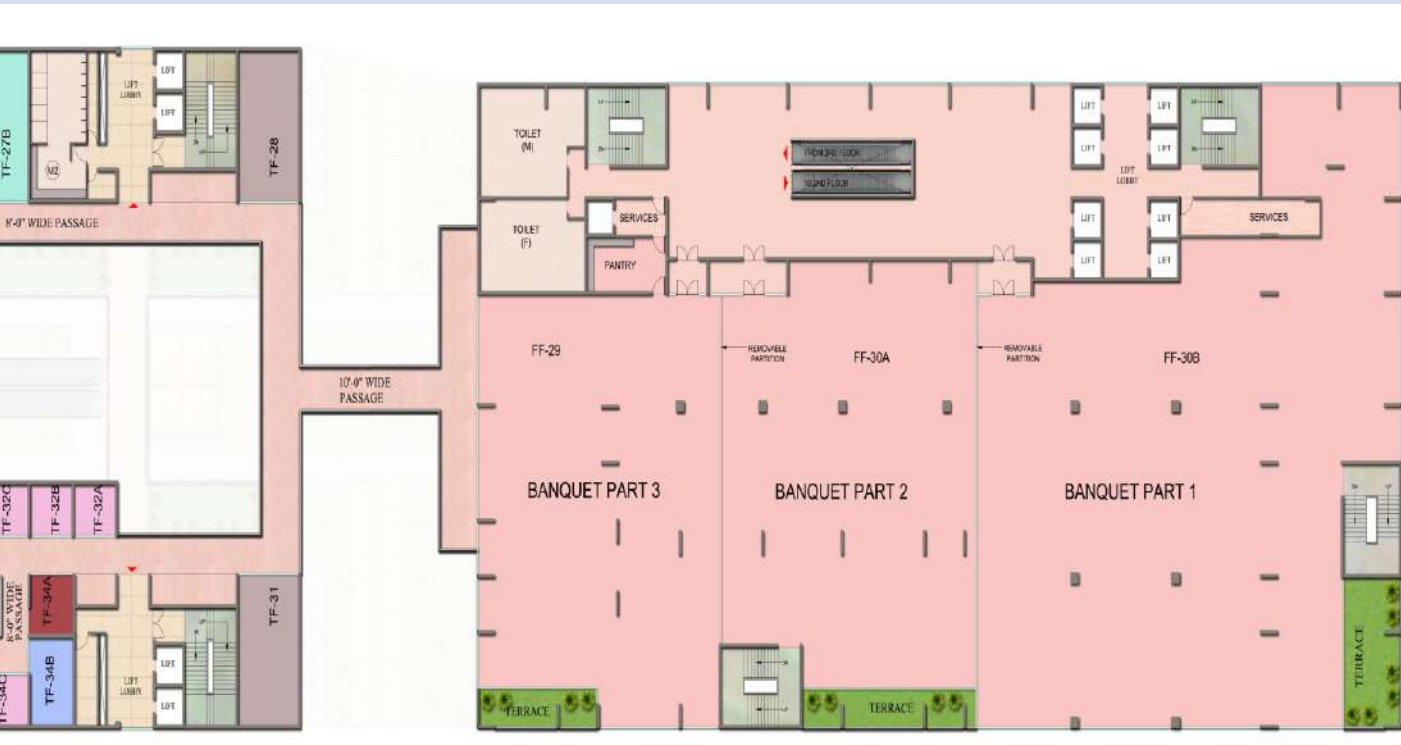 TF-27B
M2
LIFT
LOBBY
LIFT
LIFT
TF-28
8'-0" WIDE PASSAGE
10'-0" WIDE
PASSAGE
TF-32C
TF-32B
TF-32A
8'-0" WIDE
PASSAGE
TF-34A
TF-34B
TF-34C
LIFT
LOBBY
LIFT
LIFT
TF-31
TOILET
(M)
TOILET
(F)
SERVICES
PANTRY
FROM 3RD FLOOR
TO 2ND FLOOR
LIFT
LIFT
LIFT
LIFT
LIFT
LOBBY
LIFT
LIFT
LIFT
LIFT
SERVICES
FF-29
REMOVABLE
PARTITION
FF-30A
REMOVABLE
PARTITION
FF-30B
BANQUET PART 3
BANQUET PART 2
BANQUET PART 1
TERRACE
TERRACE
TERRACE